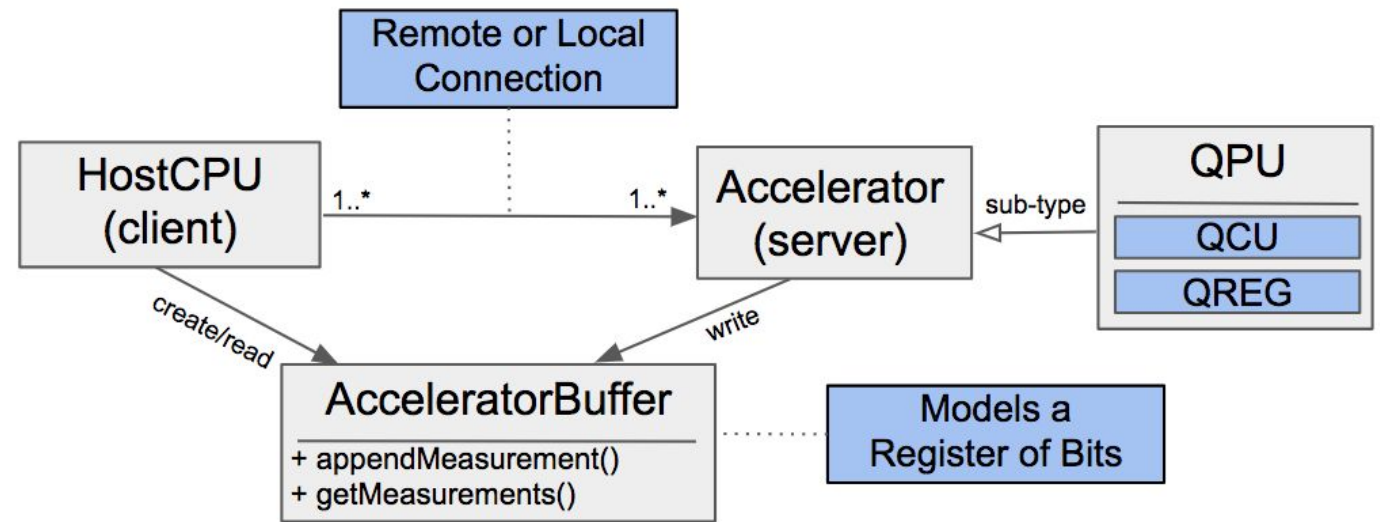 Remote or Local
Connection
HostCPU
(client)
1..*
1..*
Accelerator
(server)
sub-type
QPU
QCU
QREG
create/read
write
AcceleratorBuffer
+ appendMeasurement()
+ getMeasurements()
Models a
Register of Bits